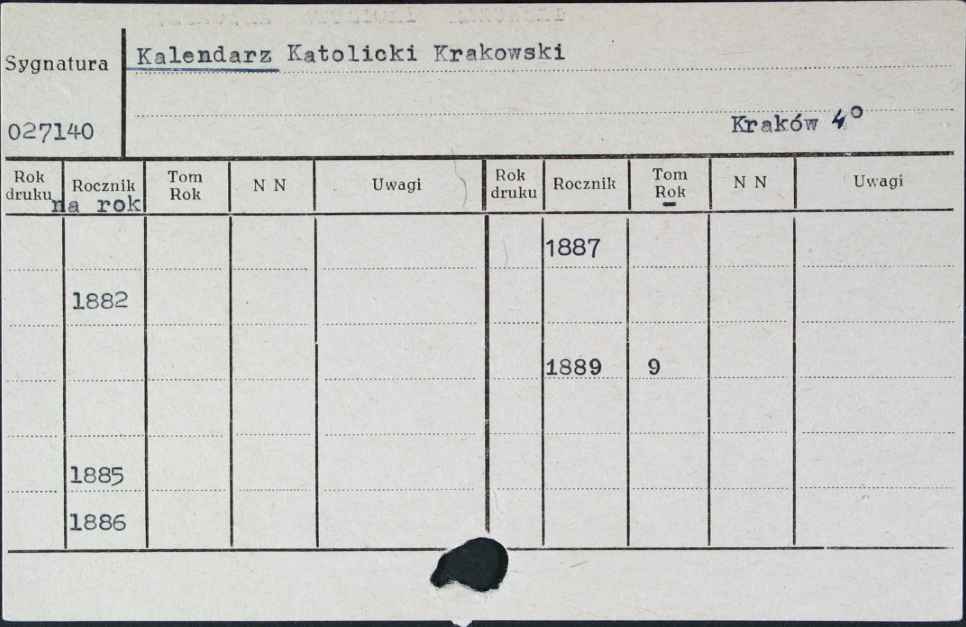 Sygnatura Kalendarz Katolicki Krakowski
027140 Kraków 4°
Rok druku Rocznik na rok Tom Rok N N Uwagi Rok druku Rocznik Tom Rok N N Uwagi
1887
1882
1889 9
1885
1886